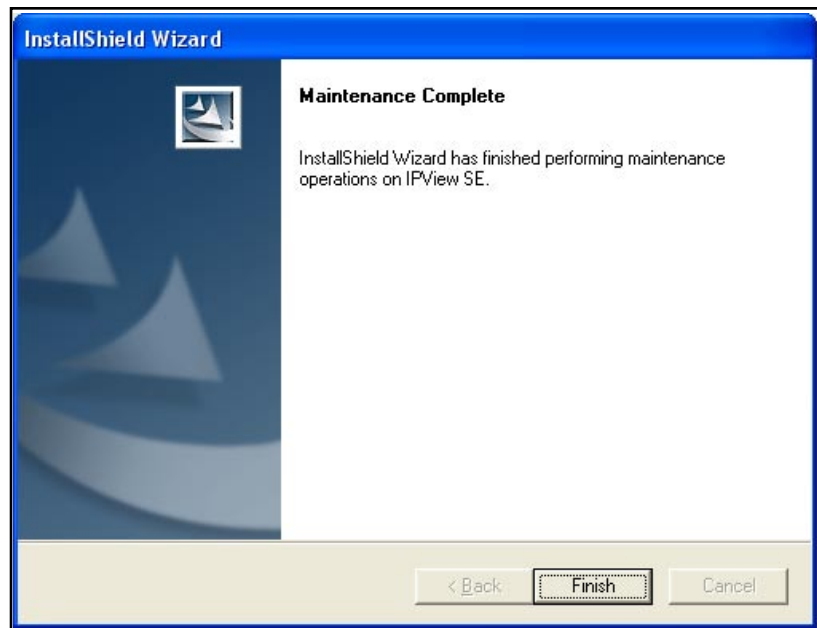 InstallShield Wizard
Maintenance Complete
InstallShield Wizard has finished performing maintenance
operations on IPView SE.
< Back
Finish
Cancel